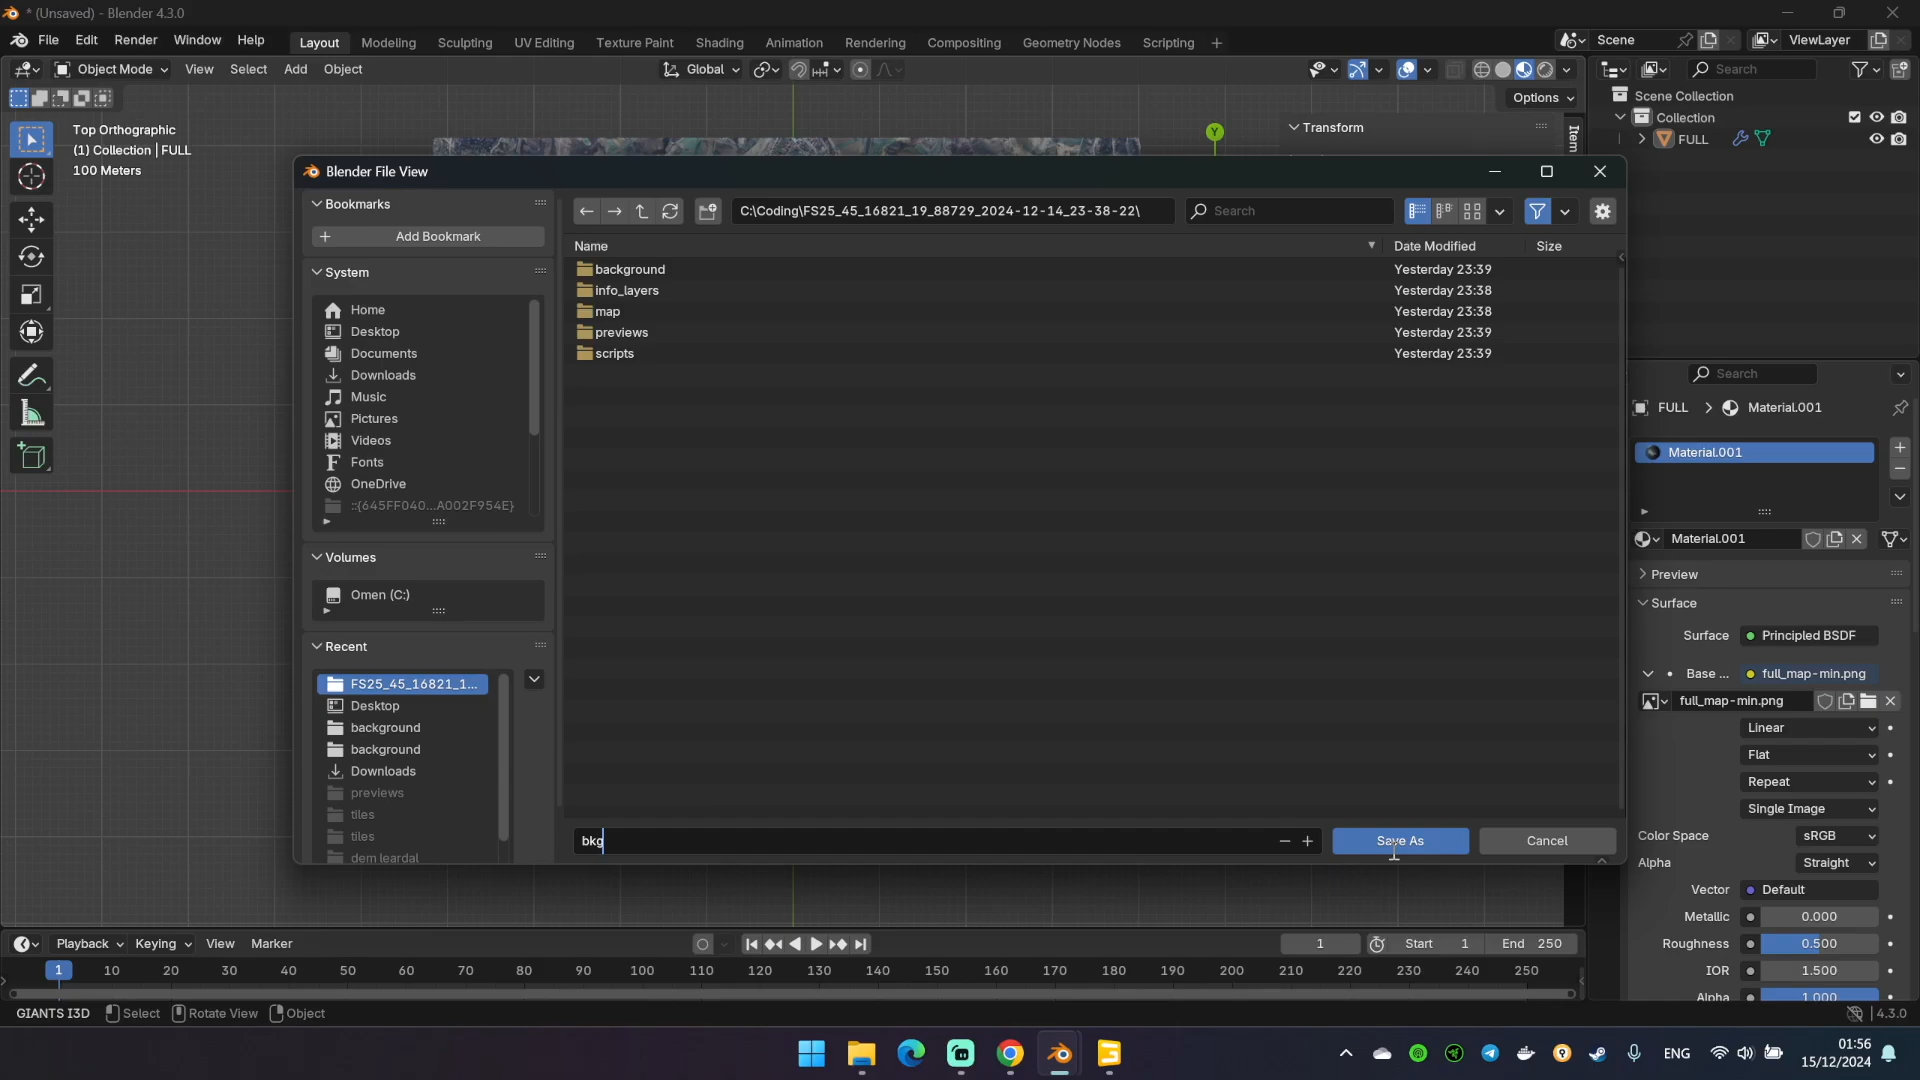 * (Unsaved) - Blender 4.3.0
File Edit Render Window Help Layout Modeling Sculpting UV Editing Texture Paint Shading Animation Rendering Compositing Geometry Nodes Scripting + Scene ViewLayer
Object Mode View Select Add Object Global Search
Options
Top Orthographic
(1) Collection | FULL
100 Meters
Y
Transform
Item
Scene Collection
Collection
FULL
Blender File View
Bookmarks
Add Bookmark
System
Home
Desktop
Documents
Downloads
Music
Pictures
Videos
Fonts
OneDrive
::{645FF040...A002F954E}
Volumes
Omen (C:)
Recent
FS25_45_16821_1...
Desktop
background
background
Downloads
previews
tiles
tiles
dem leardal
C:\Coding\FS25_45_16821_19_88729_2024-12-14_23-38-22\ Search
Name Date Modified Size
background Yesterday 23:39
info_layers Yesterday 23:38
map Yesterday 23:38
previews Yesterday 23:39
scripts Yesterday 23:39
bkg Save As Cancel
Search
FULL Material.001
Material.001
Material.001
Preview
Surface
Surface Principled BSDF
Base ... full_map-min.png
full_map-min.png
Linear
Flat
Repeat
Single Image
Color Space sRGB
Alpha Straight
Vector Default
Metallic 0.000
Roughness 0.500
IOR 1.500
Alpha 1.000
Playback Keying View Marker 1 Start 1 End 250
1 10 20 30 40 50 60 70 80 90 100 110 120 130 140 150 160 170 180 190 200 210 220 230 240 250
GIANTS I3D Select Rotate View Object 4.3.0
ENG 01:56
15/12/2024